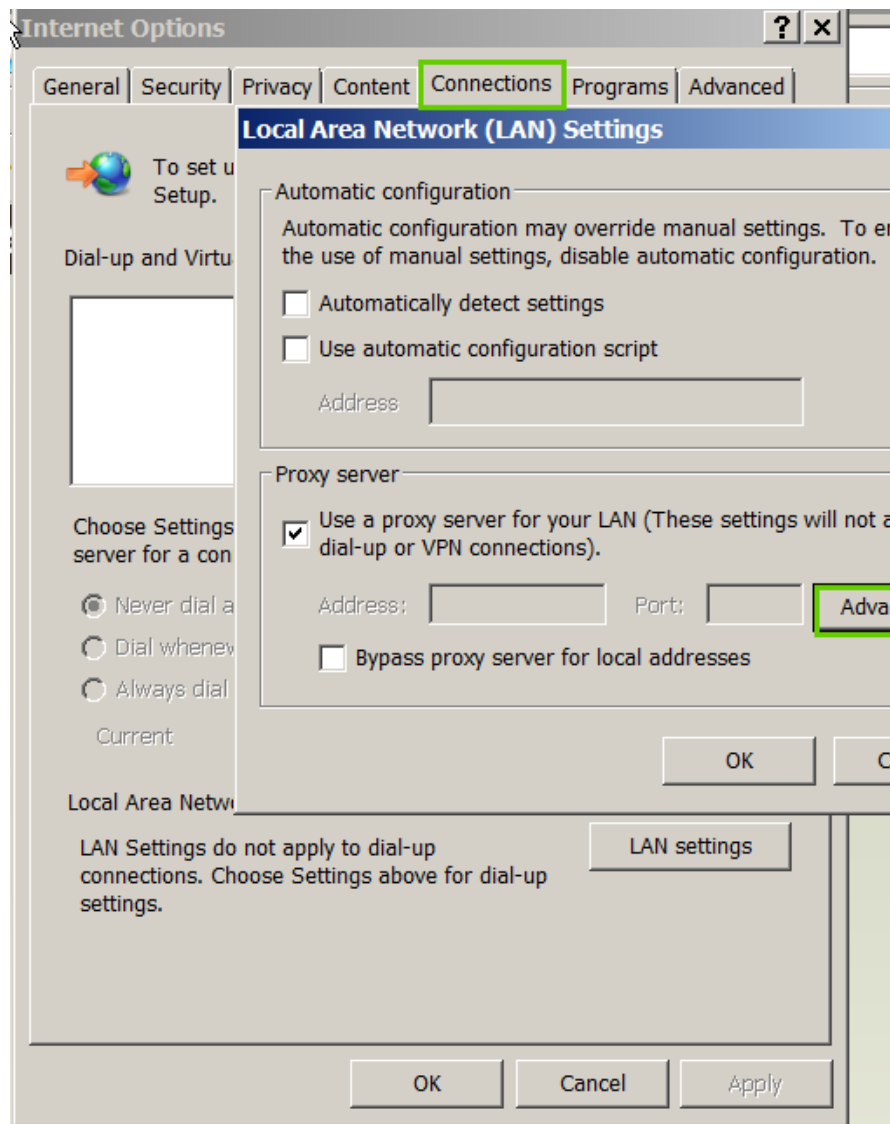 Internet Options
General Security Privacy Content Connections Programs Advanced
Local Area Network (LAN) Settings
To set u
Setup.
Automatic configuration
Automatic configuration may override manual settings. To en
the use of manual settings, disable automatic configuration.
Dial-up and Virtu
Automatically detect settings
Use automatic configuration script
Address
Proxy server
Use a proxy server for your LAN (These settings will not a
dial-up or VPN connections).
Choose Settings
server for a con
Never dial a
Address: Port: Adva
Dial whenev
Bypass proxy server for local addresses
Always dial
Current
OK C
Local Area Netwo
LAN Settings do not apply to dial-up
connections. Choose Settings above for dial-up
settings.
LAN settings
OK Cancel Apply